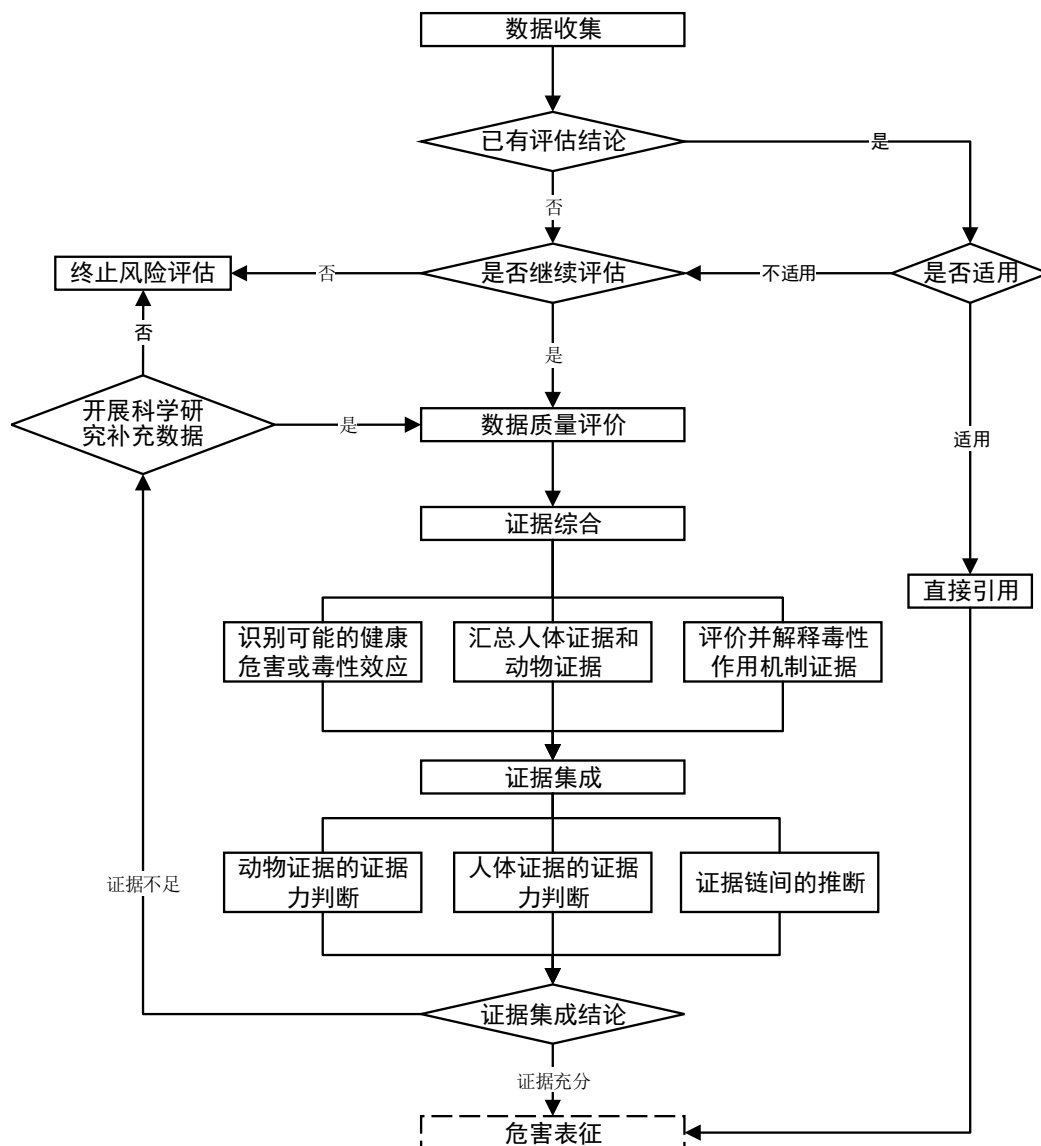 数据收集
已有评估结论
是
否
终止风险评估
否
是否继续评估
不适用
是否适用
否
是
开展科学研
究补充数据
是
数据质量评价
适用
证据综合
直接引用
识别可能的健康
危害或毒性效应
汇总人体证据和
动物证据
评价并解释毒性
作用机制证据
证据集成
证据不足
动物证据的证据
力判断
人体证据的证据
力判断
证据链间的推断
证据集成结论
证据充分
危害表征